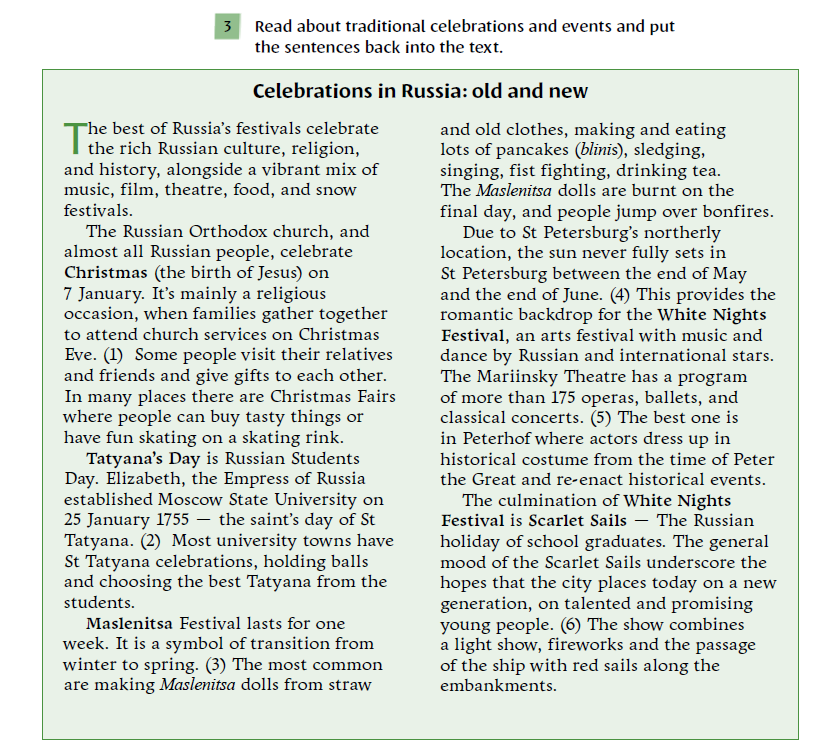 3 Read about traditional celebrations and events and put
the sentences back into the text.
Celebrations in Russia: old and new
The best of Russia's festivals celebrate
the rich Russian culture, religion,
and history, alongside a vibrant mix of
music, film, theatre, food, and snow
festivals.
The Russian Orthodox church, and
almost all Russian people, celebrate
Christmas (the birth of Jesus) on
7 January. It's mainly a religious
occasion, when families gather together
to attend church services on Christmas
Eve. (1) Some people visit their relatives
and friends and give gifts to each other.
In many places there are Christmas Fairs
where people can buy tasty things or
have fun skating on a skating rink.
Tatyana's Day is Russian Students
Day. Elizabeth, the Empress of Russia
established Moscow State University on
25 January 1755 — the saint's day of St
Tatyana. (2) Most university towns have
St Tatyana celebrations, holding balls
and choosing the best Tatyana from the
students.
Maslenitsa Festival lasts for one
week. It is a symbol of transition from
winter to spring. (3) The most common
are making Maslenitsa dolls from straw
and old clothes, making and eating
lots of pancakes (blinis), sledging,
singing, fist fighting, drinking tea.
The Maslenitsa dolls are burnt on the
final day, and people jump over bonfires.
Due to St Petersburg's northerly
location, the sun never fully sets in
St Petersburg between the end of May
and the end of June. (4) This provides the
romantic backdrop for the White Nights
Festival, an arts festival with music and
dance by Russian and international stars.
The Mariinsky Theatre has a program
of more than 175 operas, ballets, and
classical concerts. (5) The best one is
in Peterhof where actors dress up in
historical costume from the time of Peter
the Great and re-enact historical events.
The culmination of White Nights
Festival is Scarlet Sails — The Russian
holiday of school graduates. The general
mood of the Scarlet Sails underscore the
hopes that the city places today on a new
generation, on talented and promising
young people. (6) The show combines
a light show, fireworks and the passage
of the ship with red sails along the
embankments.